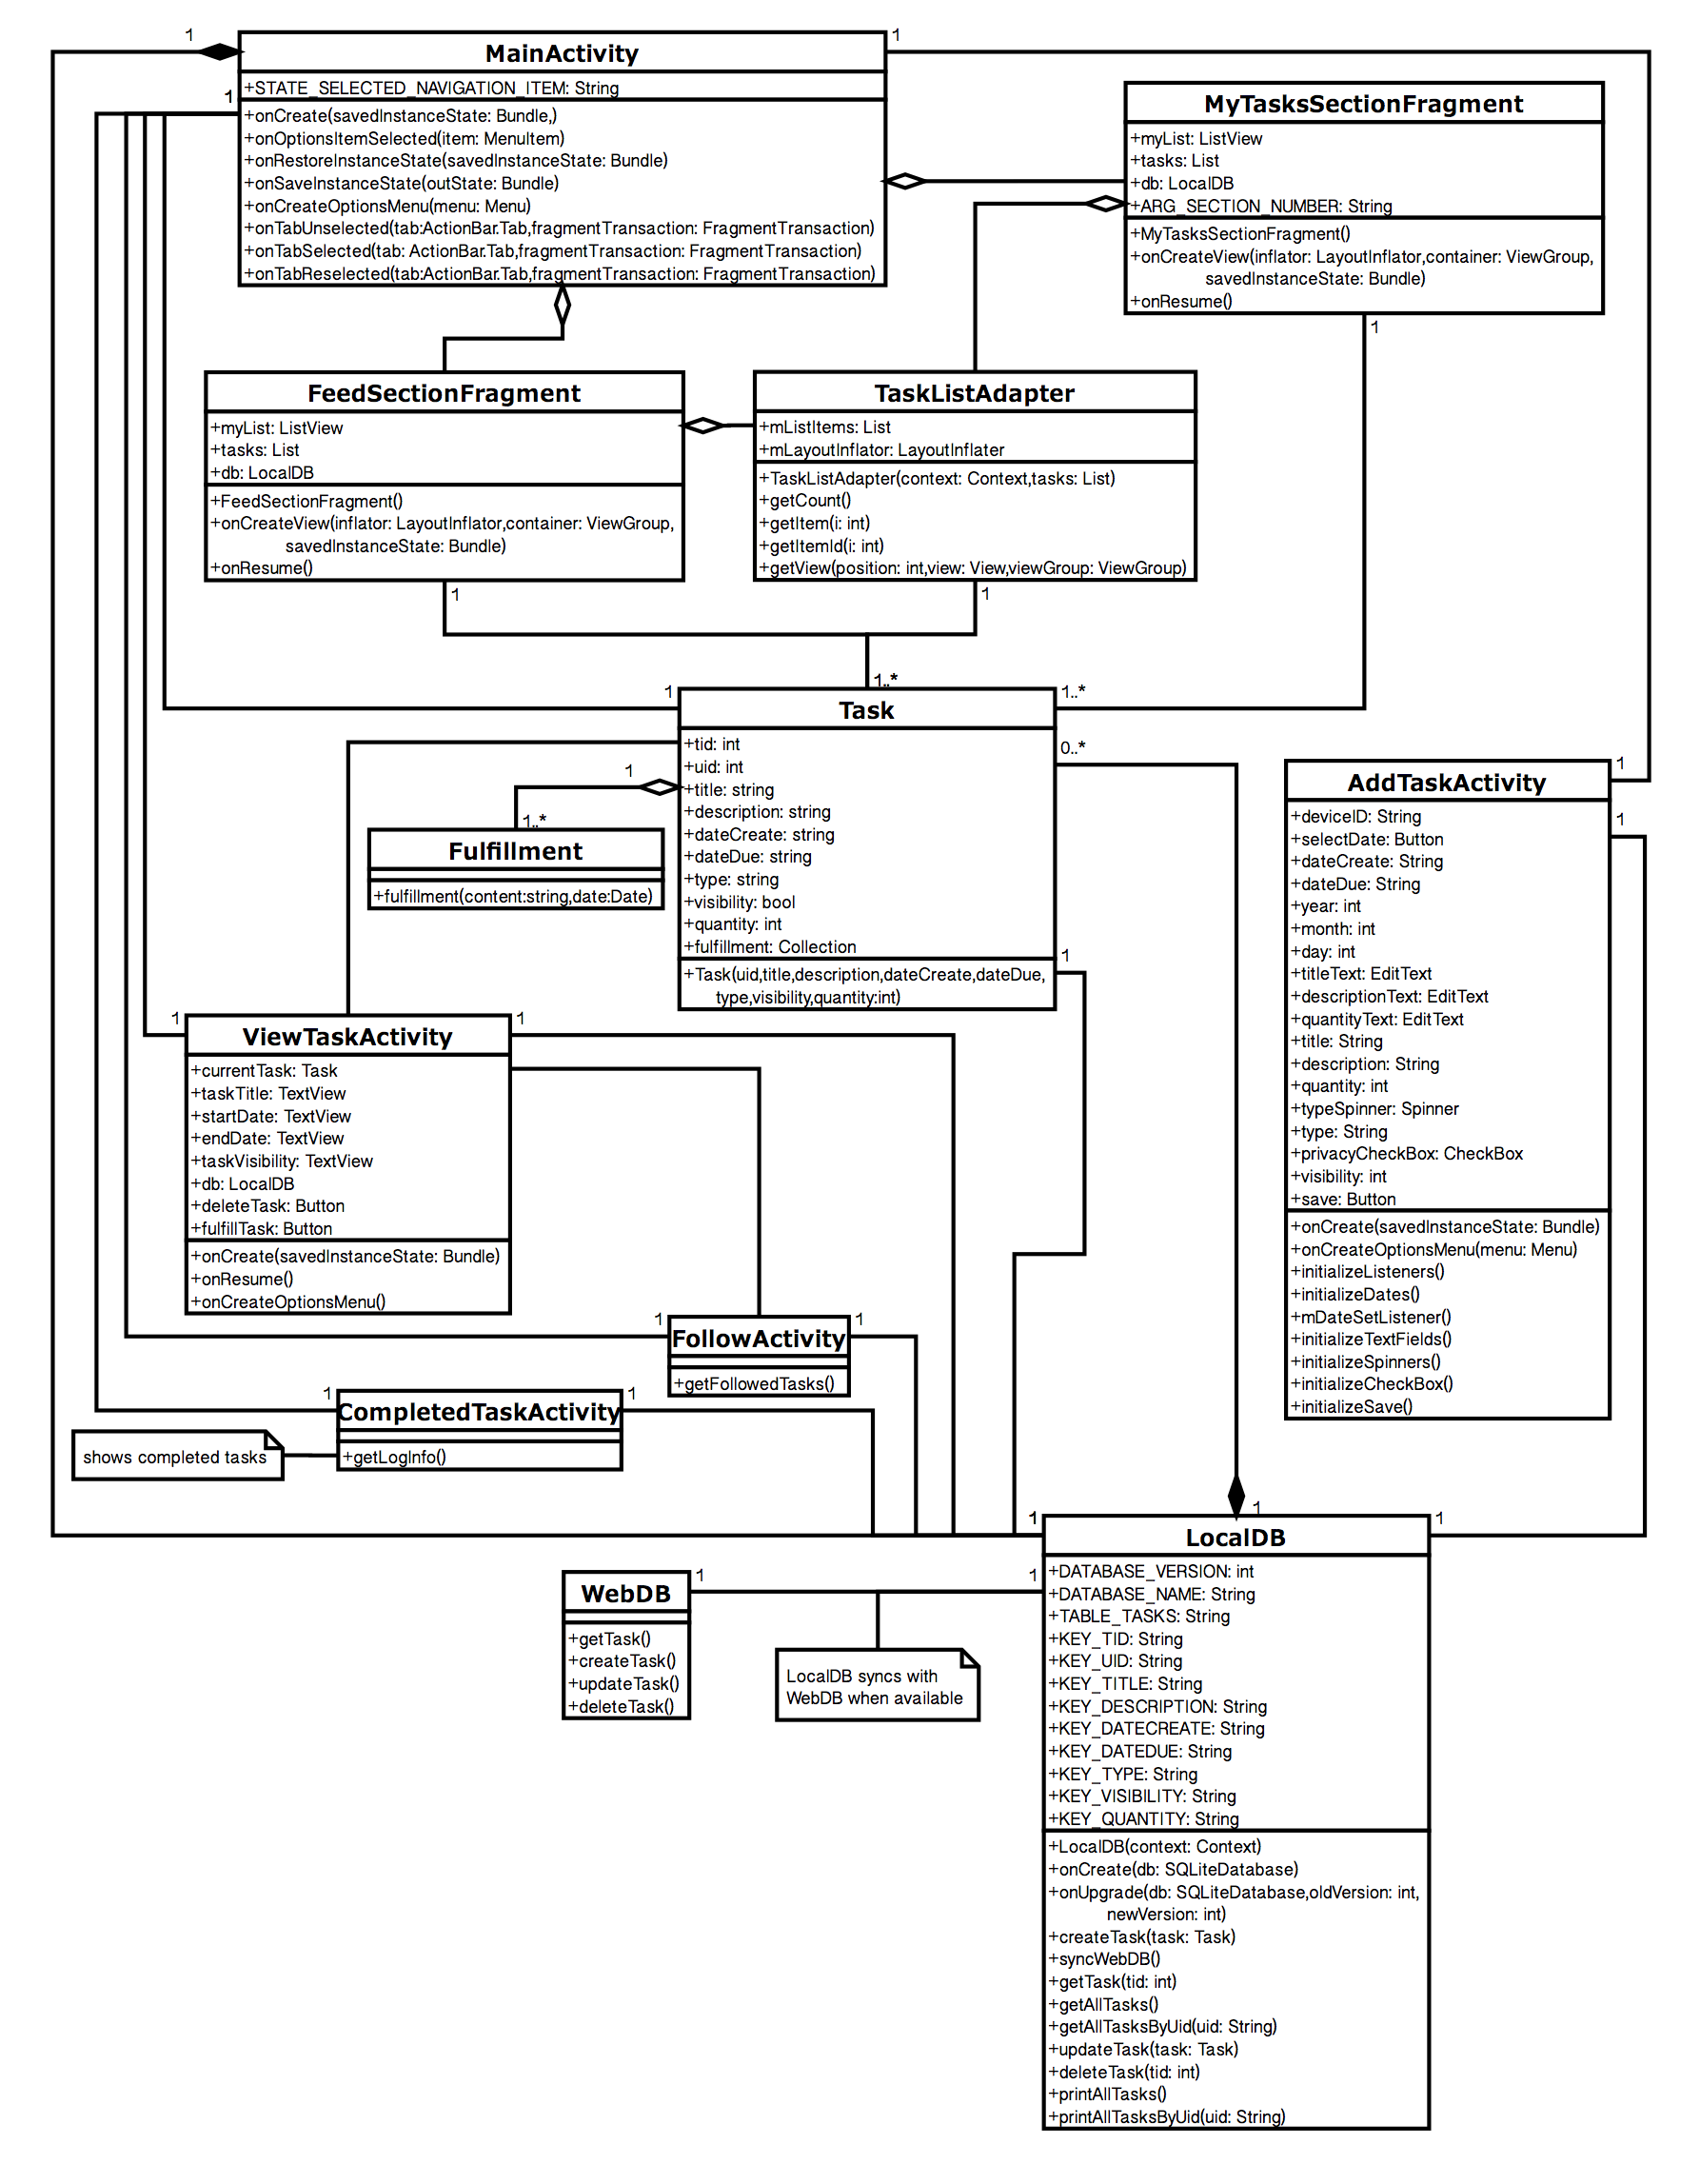 1
1
MainActivity
+STATE_SELECTED_NAVIGATION_ITEM: String
1
+onCreate(savedInstanceState: Bundle,)
+onOptionsItemSelected(item: MenuItem)
+onRestoreInstanceState(savedInstanceState: Bundle)
+onSaveInstanceState(outState: Bundle)
+onCreateOptionsMenu(menu: Menu)
+onTabUnselected(tab:ActionBar.Tab,fragmentTransaction: FragmentTransaction)
+onTabSelected(tab: ActionBar.Tab,fragmentTransaction: FragmentTransaction)
+onTabReselected(tab:ActionBar.Tab,fragmentTransaction: FragmentTransaction)
MyTasksSectionFragment
+myList: ListView
+tasks: List
+db: LocalDB
+ARG_SECTION_NUMBER: String
+MyTasksSectionFragment()
+onCreateView(inflator: LayoutInflator,container: ViewGroup,
savedInstanceState: Bundle)
+onResume()
1
FeedSectionFragment
+myList: ListView
+tasks: List
+db: LocalDB
+FeedSectionFragment()
+onCreateView(inflator: LayoutInflator,container: ViewGroup,
savedInstanceState: Bundle)
+onResume()
1
TaskListAdapter
+mListItems: List
+mLayoutInflator: LayoutInflater
+TaskListAdapter(context: Context,tasks: List)
+getCount()
+getItem(i: int)
+getItemId(i: int)
+getView(position: int,view: View,viewGroup: ViewGroup)
1
1..*
1
1..*
Task
0..*
+tid: int
+uid: int
+title: string
+description: string
+dateCreate: string
+dateDue: string
+type: string
+visibility: bool
+quantity: int
+fulfillment: Collection
1
+Task(uid,title,description,dateCreate,dateDue,
type,visibility,quantity:int)
1
1..*
Fulfillment
+fulfillment(content:string,date:Date)
1
AddTaskActivity
1
+deviceID: String
+selectDate: Button
+dateCreate: String
+dateDue: String
+year: int
+month: int
+day: int
+titleText: EditText
+descriptionText: EditText
+quantityText: EditText
+title: String
+description: String
+quantity: int
+typeSpinner: Spinner
+type: String
+privacyCheckBox: CheckBox
+visibility: int
+save: Button
+onCreate(savedInstanceState: Bundle)
+onCreateOptionsMenu(menu: Menu)
+initializeListeners()
+initializeDates()
+mDateSetListener()
+initializeTextFields()
+initializeSpinners()
+initializeCheckBox()
+initializeSave()
1
1
ViewTaskActivity
+currentTask: Task
+taskTitle: TextView
+startDate: TextView
+endDate: TextView
+taskVisibility: TextView
+db: LocalDB
+deleteTask: Button
+fulfillTask: Button
+onCreate(savedInstanceState: Bundle)
+onResume()
+onCreateOptionsMenu()
1
1
FollowActivity
+getFollowedTasks()
1
1
CompletedTaskActivity
+getLogInfo()
shows completed tasks
1
1
1
LocalDB
1
+DATABASE_VERSION: int
+DATABASE_NAME: String
+TABLE_TASKS: String
+KEY_TID: String
+KEY_UID: String
+KEY_TITLE: String
+KEY_DESCRIPTION: String
+KEY_DATECREATE: String
+KEY_DATEDUE: String
+KEY_TYPE: String
+KEY_VISIBILITY: String
+KEY_QUANTITY: String
+LocalDB(context: Context)
+onCreate(db: SQLiteDatabase)
+onUpgrade(db: SQLiteDatabase,oldVersion: int,
newVersion: int)
+createTask(task: Task)
+syncWebDB()
+getTask(tid: int)
+getAllTasks()
+getAllTasksByUid(uid: String)
+updateTask(task: Task)
+deleteTask(tid: int)
+printAllTasks()
+printAllTasksByUid(uid: String)
1
WebDB
+getTask()
+createTask()
+updateTask()
+deleteTask()
LocalDB syncs with
WebDB when available